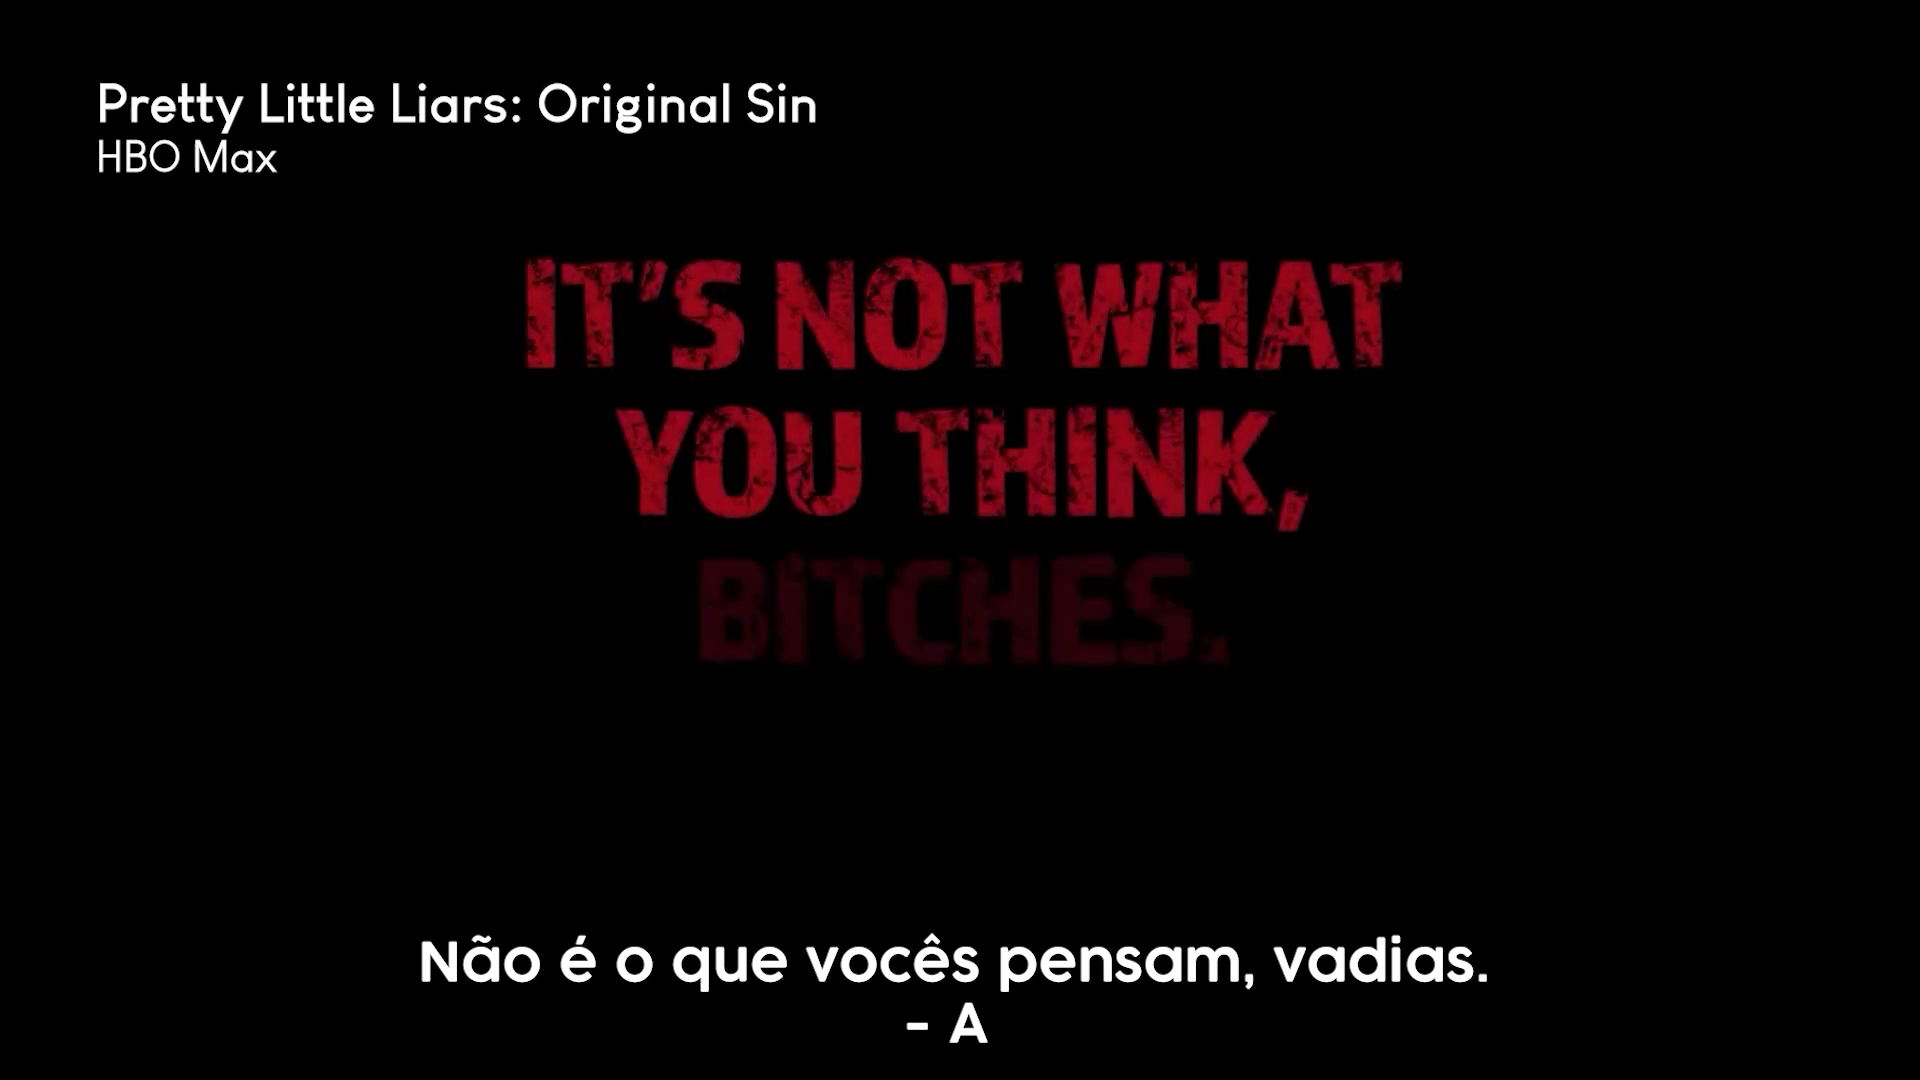 Pretty Little Liars: Original Sin
HBO Max
IT'S NOT WHAT
YOU THINK,
BITCHES.
Não é o que vocês pensam, vadias.
- A